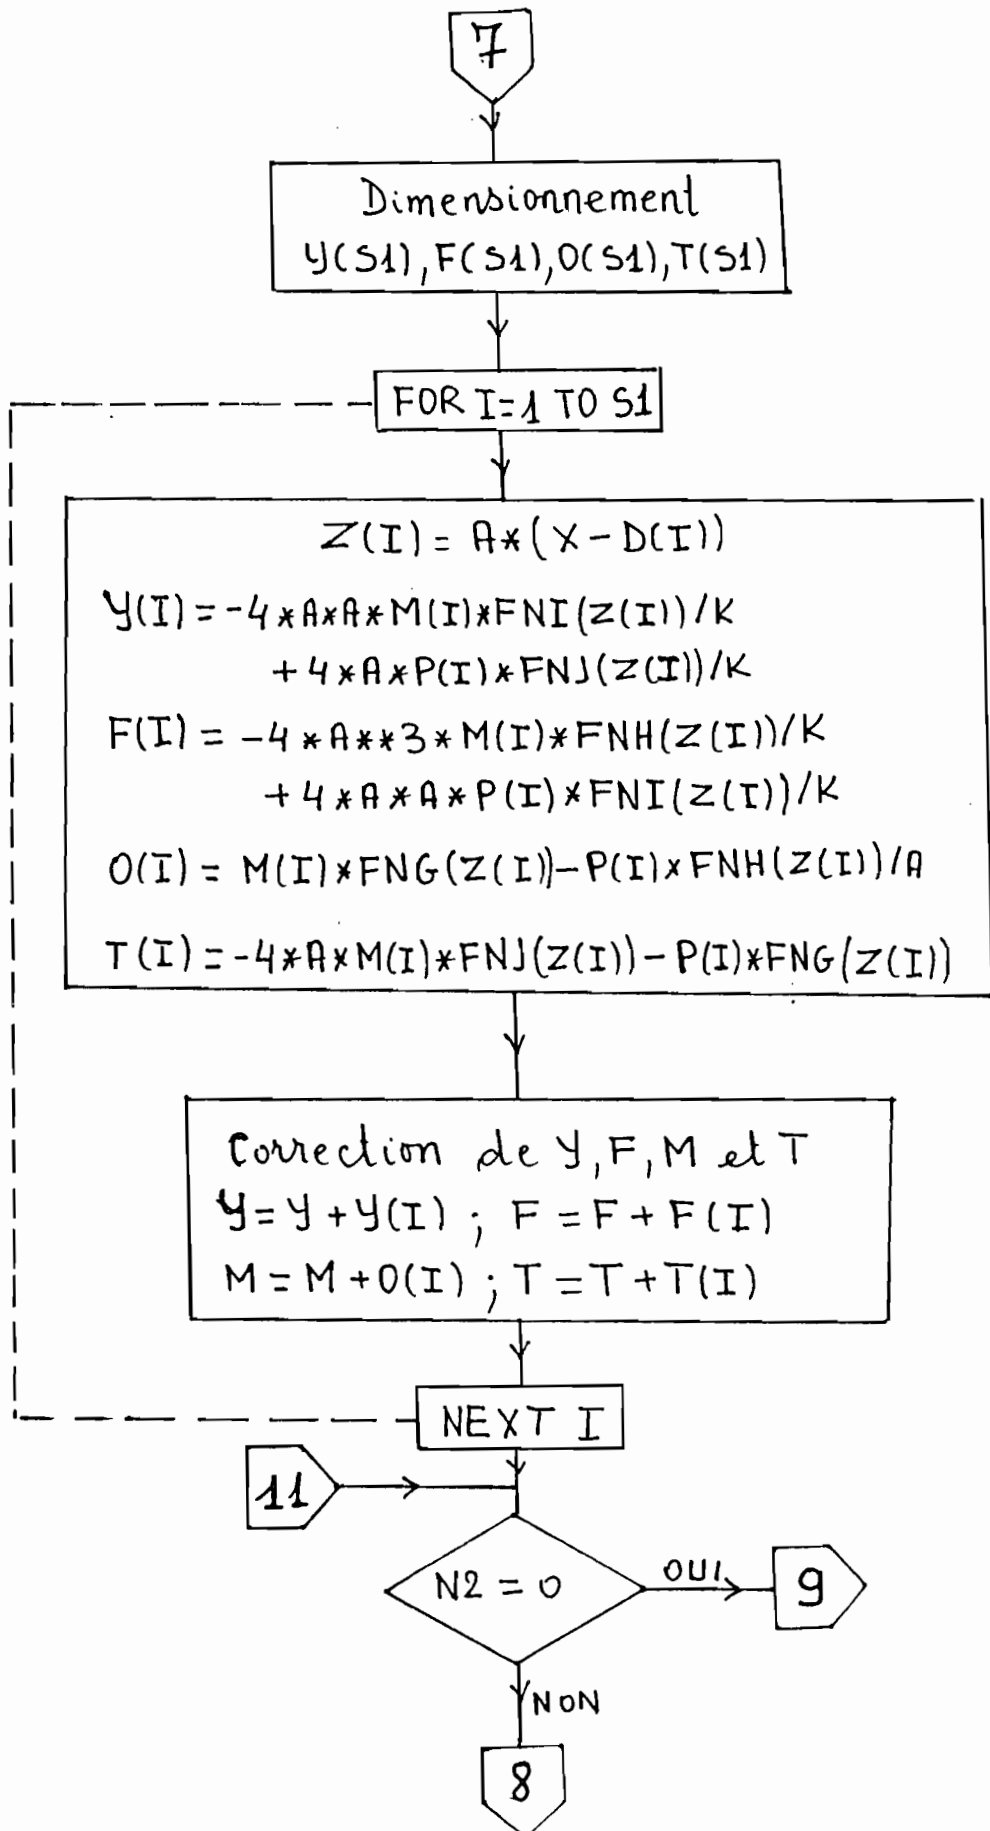 7
Dimensionnement
Y(S1), F(S1), O(S1), T(S1)
FOR I=1 TO S1
Z(I) = A*(X-D(I))
Y(I) = -4*A*A*M(I)*FNI(Z(I))/K
+ 4*A*P(I)*FNJ(Z(I))/K
F(I) = -4*A**3*M(I)*FNH(Z(I))/K
+ 4*A*A*P(I)*FNI(Z(I))/K
O(I) = M(I)*FNG(Z(I))-P(I)*FNH(Z(I))/A
T(I) = -4*A*M(I)*FNJ(Z(I))-P(I)*FNG(Z(I))
Correction de Y, F, M et T
Y=Y+Y(I) ; F=F+F(I)
M=M+O(I) ; T=T+T(I)
NEXT I
11
N2 = 0
OUI
9
NON
8